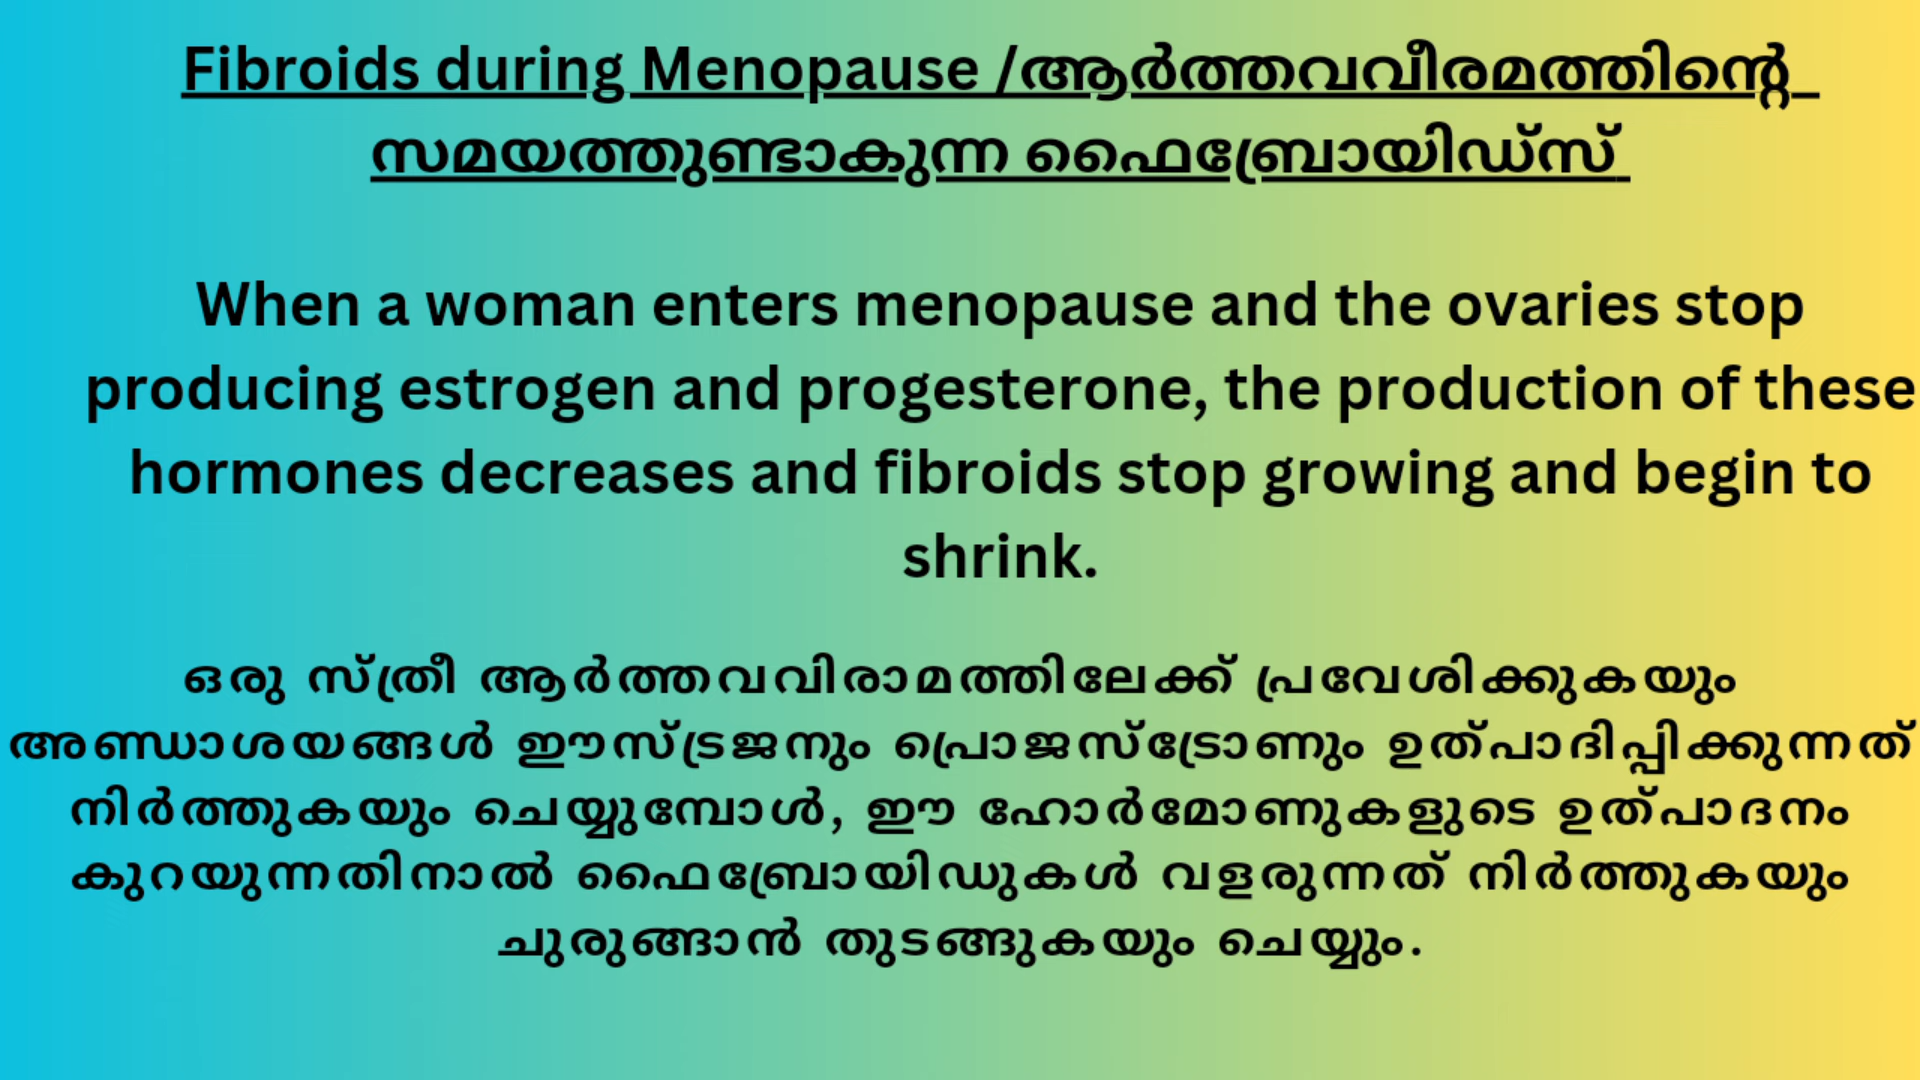 Fibroids during Menopause /ആർത്തവവീരമത്തിന്റെ
സമയത്തുണ്ടാകുന്ന ഫൈബ്രോയിഡ്സ്
When a woman enters menopause and the ovaries stop
producing estrogen and progesterone, the production of these
hormones decreases and fibroids stop growing and begin to
shrink.
ഒരു സ്ത്രീ ആർത്തവവിരാമത്തിലേക്ക് പ്രവേശിക്കുകയും
അണ്ഡാശയങ്ങൾ ഈസ്ട്രജനും പ്രൊജസ്ട്രോണും ഉത്പാദിപ്പിക്കുന്നത്
നിർത്തുകയും ചെയ്യുമ്പോൾ, ഈ ഹോർമോണുകളുടെ ഉത്പാദനം
കുറയുന്നതിനാൽ ഫൈബ്രോയിഡുകൾ വളരുന്നത് നിർത്തുകയും
ചുരുങ്ങാൻ തുടങ്ങുകയും ചെയ്യും.